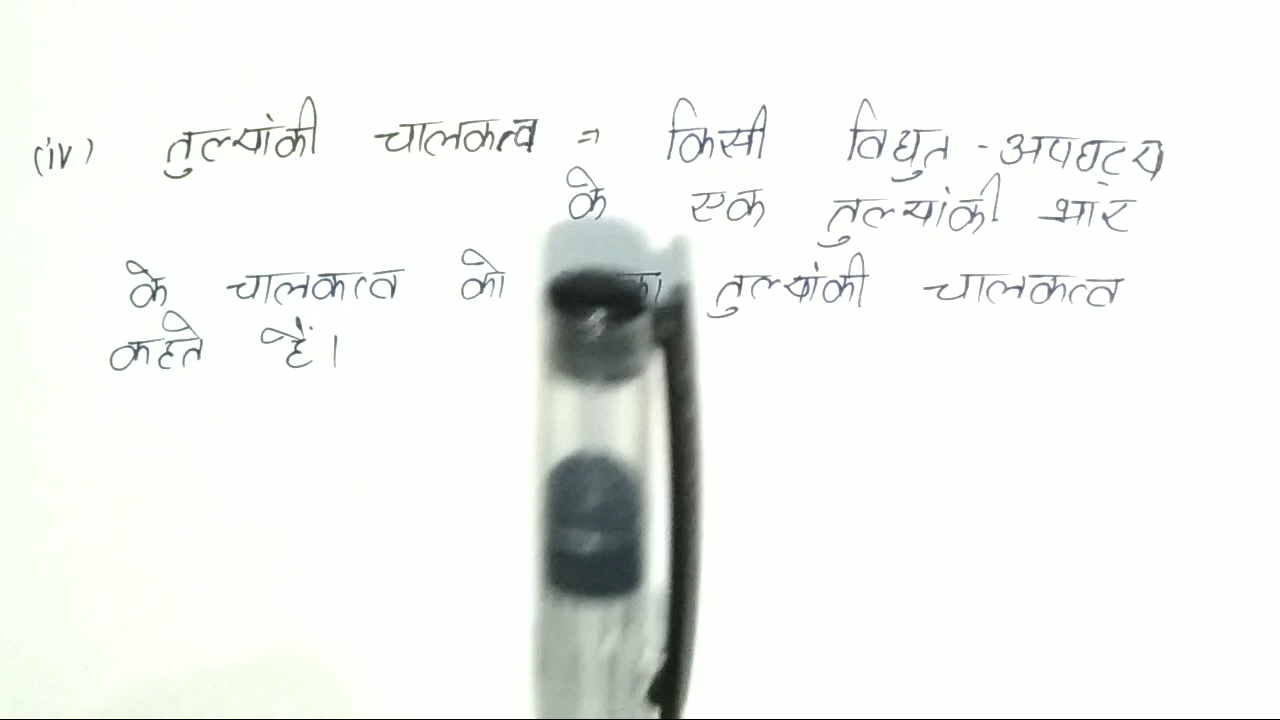 (iv) तुल्यांकी चालकत्व = किसी विद्युत -अपघट्य
के एक तुल्यांकी भार
के चालकत्व को तुल्यांकी चालकत्व
कहते हैं।